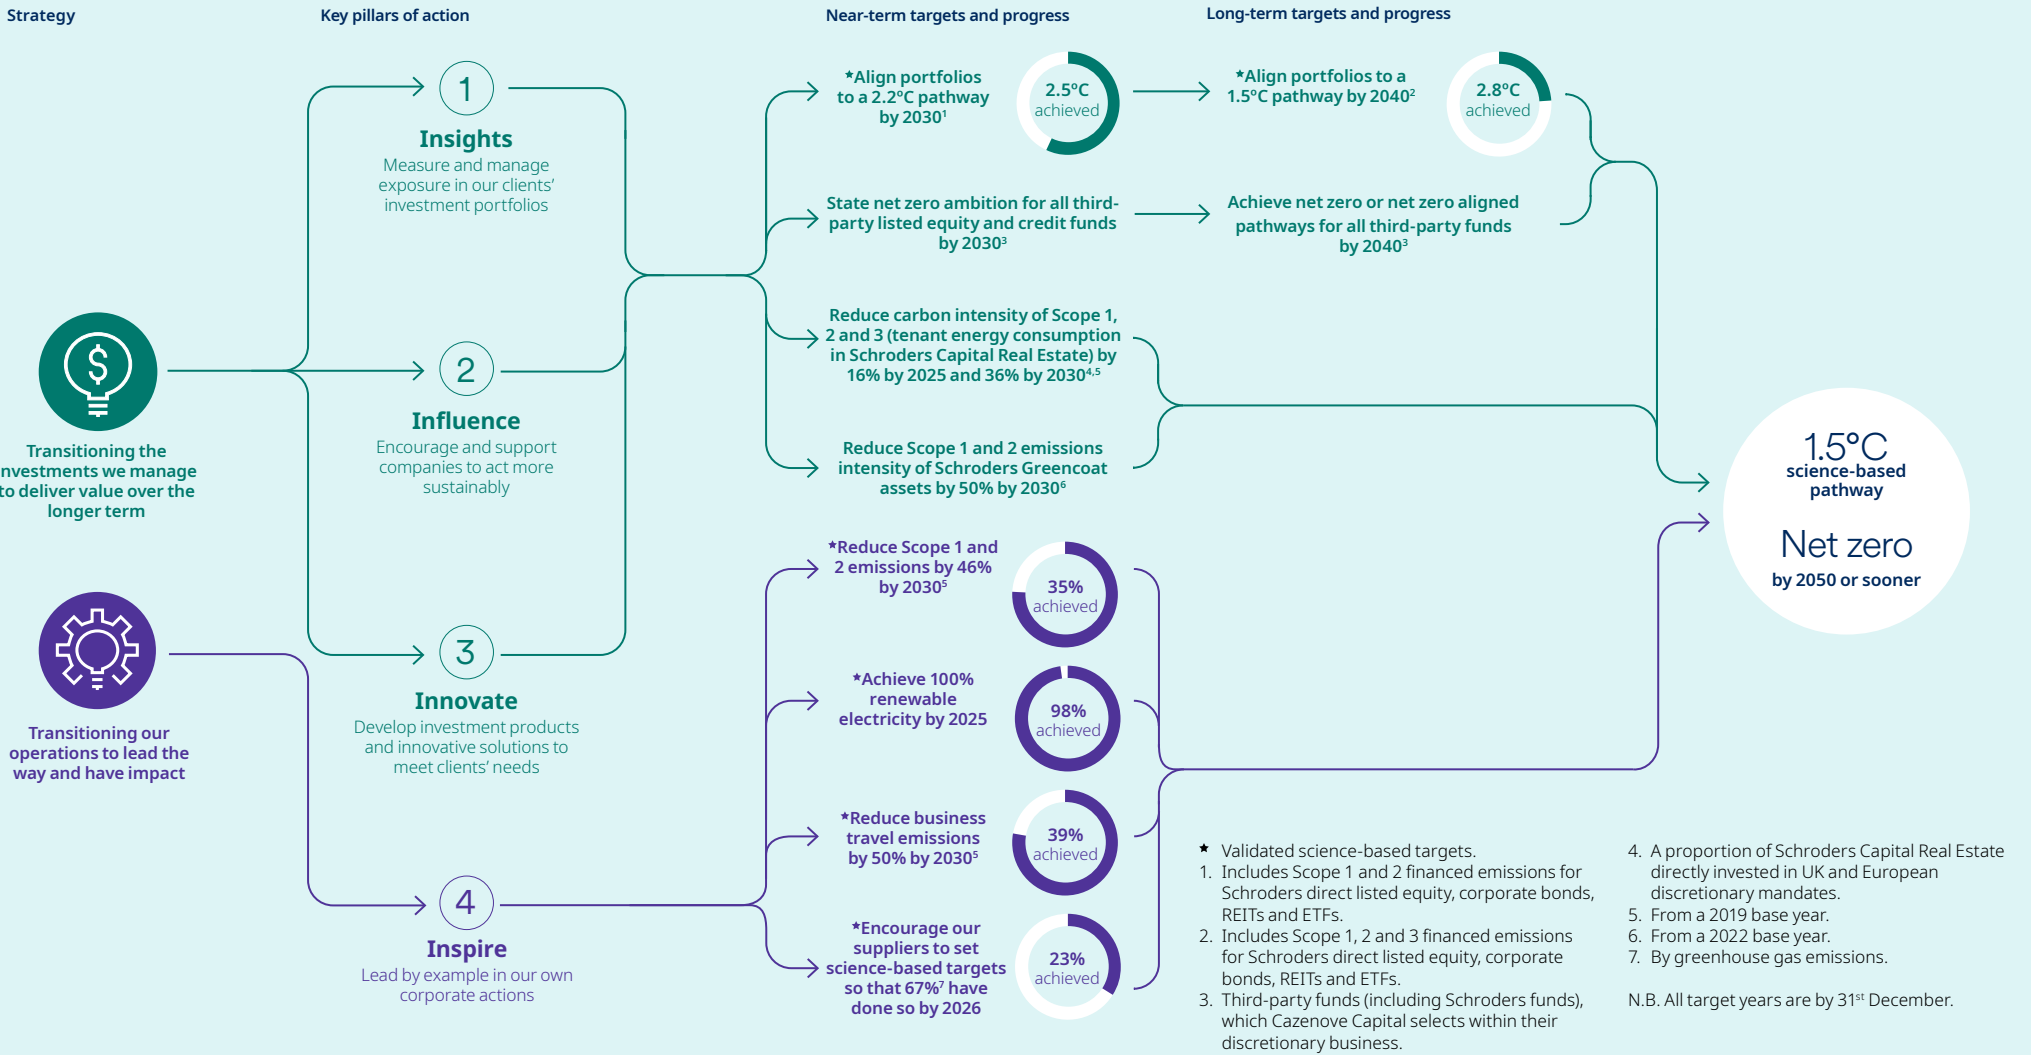 Strategy
Key pillars of action
Near-term targets and progress
Long-term targets and progress
$
Transitioning the
investments we manage
to deliver value over the
longer term
Transitioning our
operations to lead the
way and have impact
1
Insights
Measure and manage
exposure in our clients’
investment portfolios
2
Influence
Encourage and support
companies to act more
sustainably
3
Innovate
Develop investment products
and innovative solutions to
meet clients’ needs
4
Inspire
Lead by example in our own
corporate actions
★Align portfolios
to a 2.2ºC pathway
by 2030¹
2.5ºC
achieved
★Align portfolios to a
1.5ºC pathway by 2040²
2.8ºC
achieved
State net zero ambition for all third-
party listed equity and credit funds
by 2030³
Achieve net zero or net zero aligned
pathways for all third-party funds
by 2040³
Reduce carbon intensity of Scope 1,
2 and 3 (tenant energy consumption
in Schroders Capital Real Estate) by
16% by 2025 and 36% by 2030⁴,⁵
Reduce Scope 1 and 2 emissions
intensity of Schroders Greencoat
assets by 50% by 2030⁶
★Reduce Scope 1 and
2 emissions by 46%
by 2030⁵
35%
achieved
★Achieve 100%
renewable
electricity by 2025
98%
achieved
★Reduce business
travel emissions
by 50% by 2030⁵
39%
achieved
★Encourage our
suppliers to set
science-based targets
so that 67%⁷ have
done so by 2026
23%
achieved
1.5°C
science-based
pathway
Net zero
by 2050 or sooner
★ Validated science-based targets.
1. Includes Scope 1 and 2 financed emissions for
Schroders direct listed equity, corporate bonds,
REITs and ETFs.
2. Includes Scope 1, 2 and 3 financed emissions
for Schroders direct listed equity, corporate
bonds, REITs and ETFs.
3. Third-party funds (including Schroders funds),
which Cazenove Capital selects within their
discretionary business.
4. A proportion of Schroders Capital Real Estate
directly invested in UK and European
discretionary mandates.
5. From a 2019 base year.
6. From a 2022 base year.
7. By greenhouse gas emissions.
N.B. All target years are by 31ˢᵗ December.